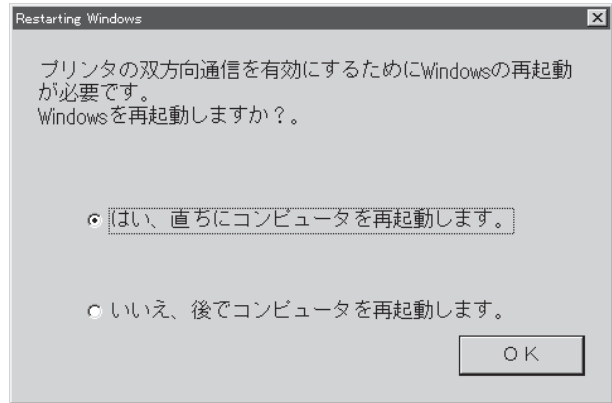 Restarting Windows
プリンタの双方向通信を有効にするためにWindowsの再起動
が必要です。
Windowsを再起動しますか？。
はい、直ちにコンピュータを再起動します。
いいえ、後でコンピュータを再起動します。
ＯＫ